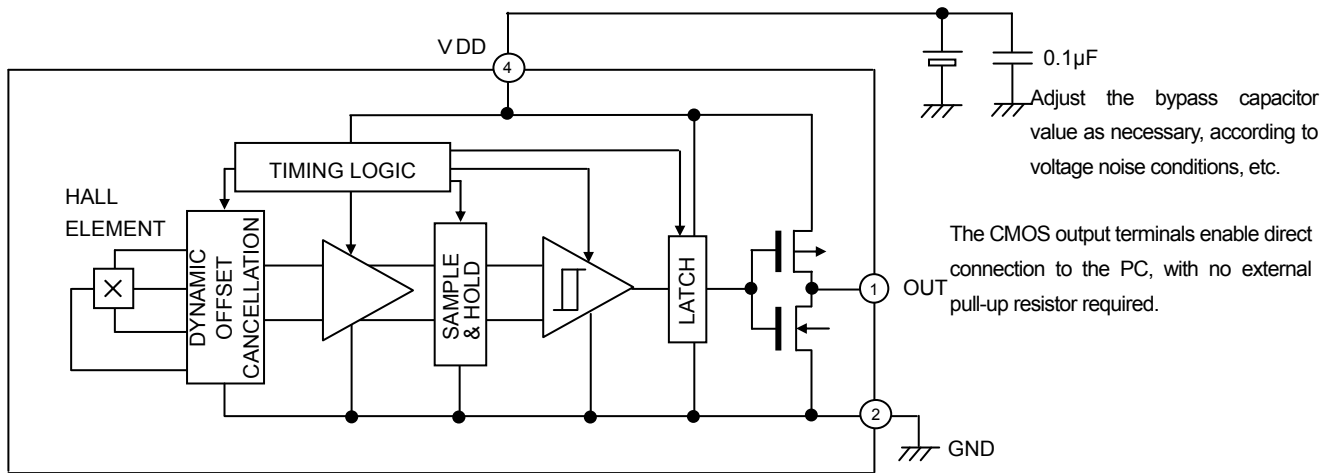 VDD
4
0.1µF
Adjust the bypass capacitor
value as necessary, according to
voltage noise conditions, etc.
TIMING LOGIC
HALL
ELEMENT
DYNAMIC
OFFSET
CANCELLATION
SAMPLE
& HOLD
LATCH
The CMOS output terminals enable direct
connection to the PC, with no external
pull-up resistor required.
1
OUT
2
GND